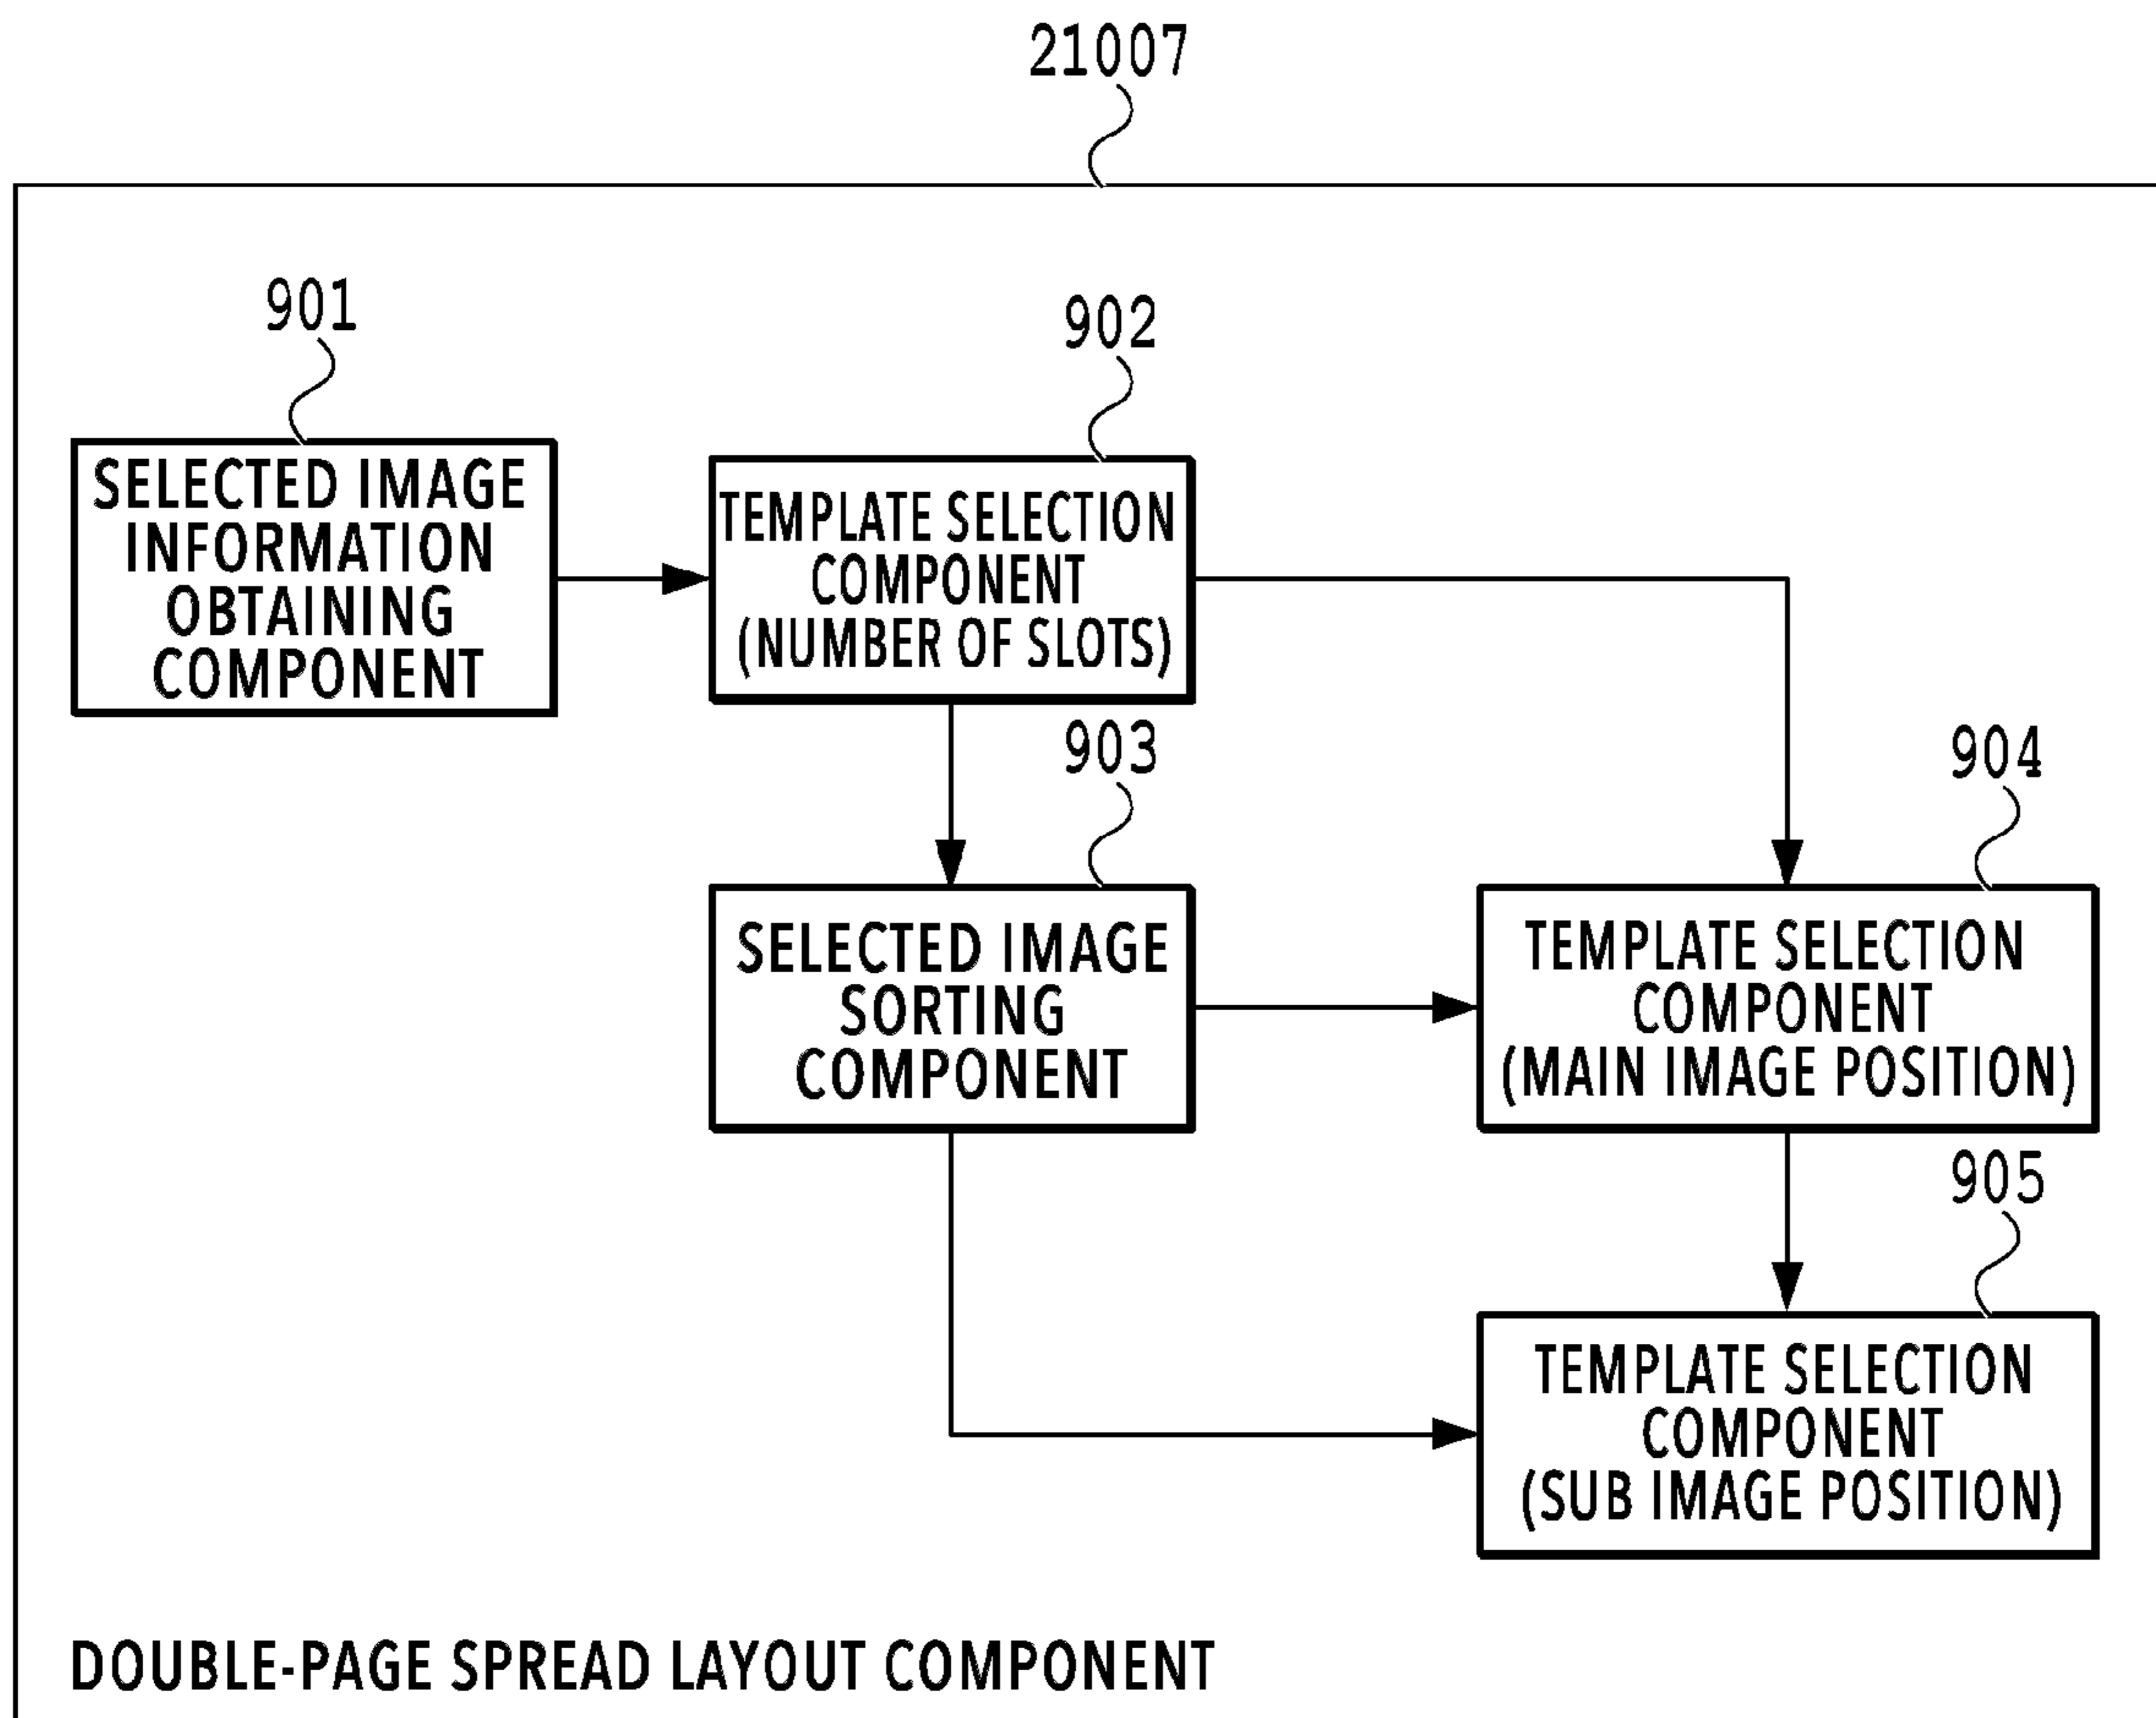 21007
901
SELECTED IMAGE
INFORMATION
OBTAINING
COMPONENT
902
TEMPLATE SELECTION
COMPONENT
(NUMBER OF SLOTS)
903
SELECTED IMAGE
SORTING
COMPONENT
904
TEMPLATE SELECTION
COMPONENT
(MAIN IMAGE POSITION)
905
TEMPLATE SELECTION
COMPONENT
(SUB IMAGE POSITION)
DOUBLE-PAGE SPREAD LAYOUT COMPONENT